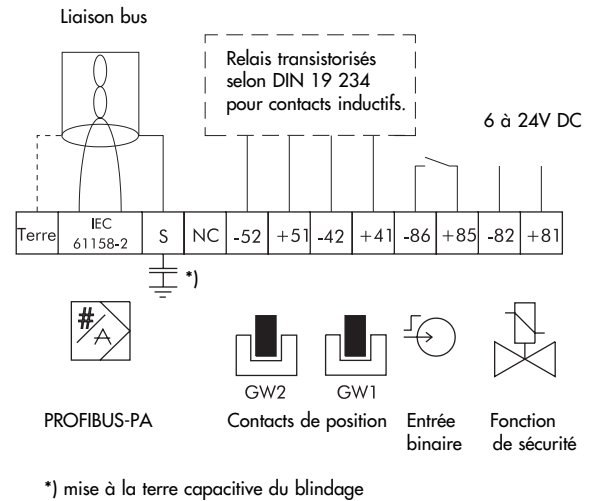 Liaison bus
Relais transistorisés
selon DIN 19 234
pour contacts inductifs.
6 à 24V DC
Terre
IEC
61158-2
S
NC
-52
+51
-42
+41
-86
+85
-82
+81
*)
#
A
GW2
GW1
PROFIBUS-PA
Contacts de position
Entrée
binaire
Fonction
de sécurité
*) mise à la terre capacitive du blindage